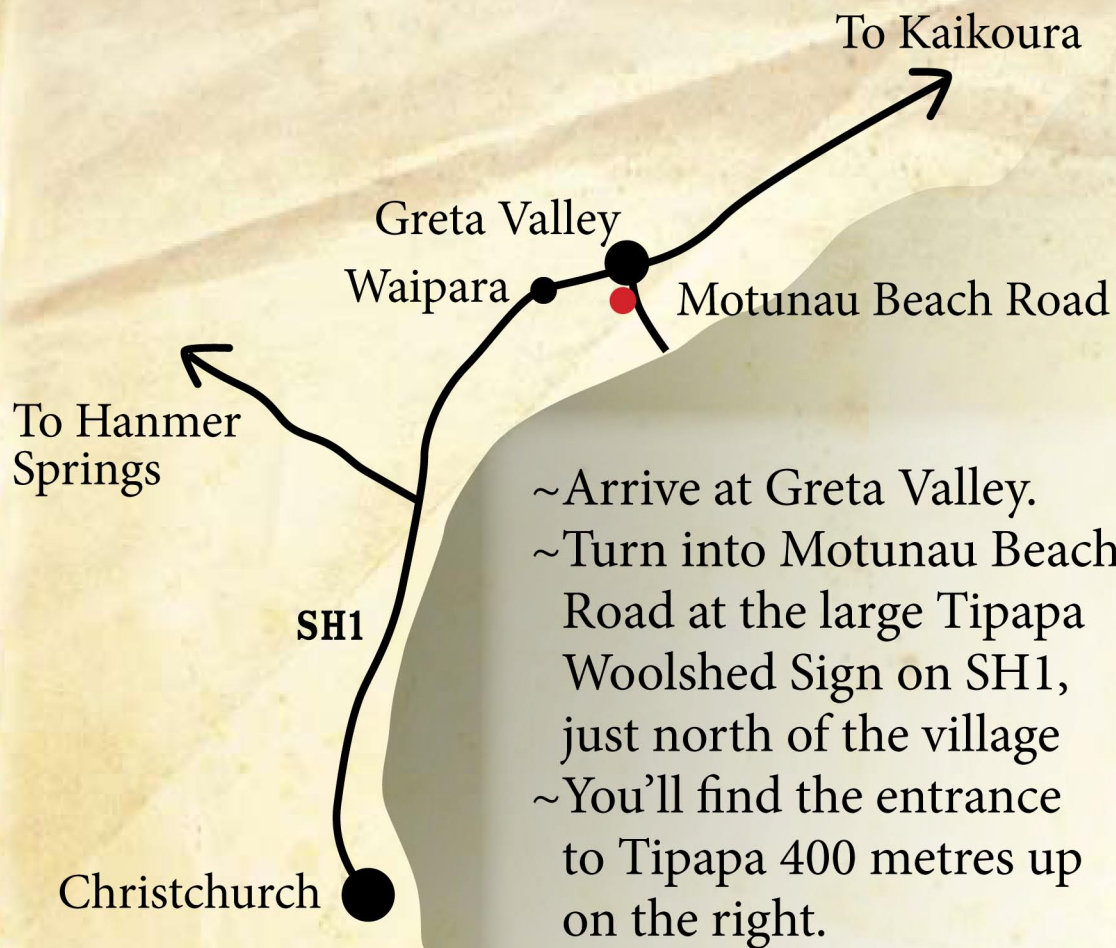 To Kaikoura
Greta Valley
Waipara
Motunau Beach Road
To Hanmer
Springs
~Arrive at Greta Valley.
~Turn into Motunau Beach
Road at the large Tipapa
Woolshed Sign on SH1,
just north of the village
~You'll find the entrance
to Tipapa 400 metres up
on the right.
SH1
Christchurch